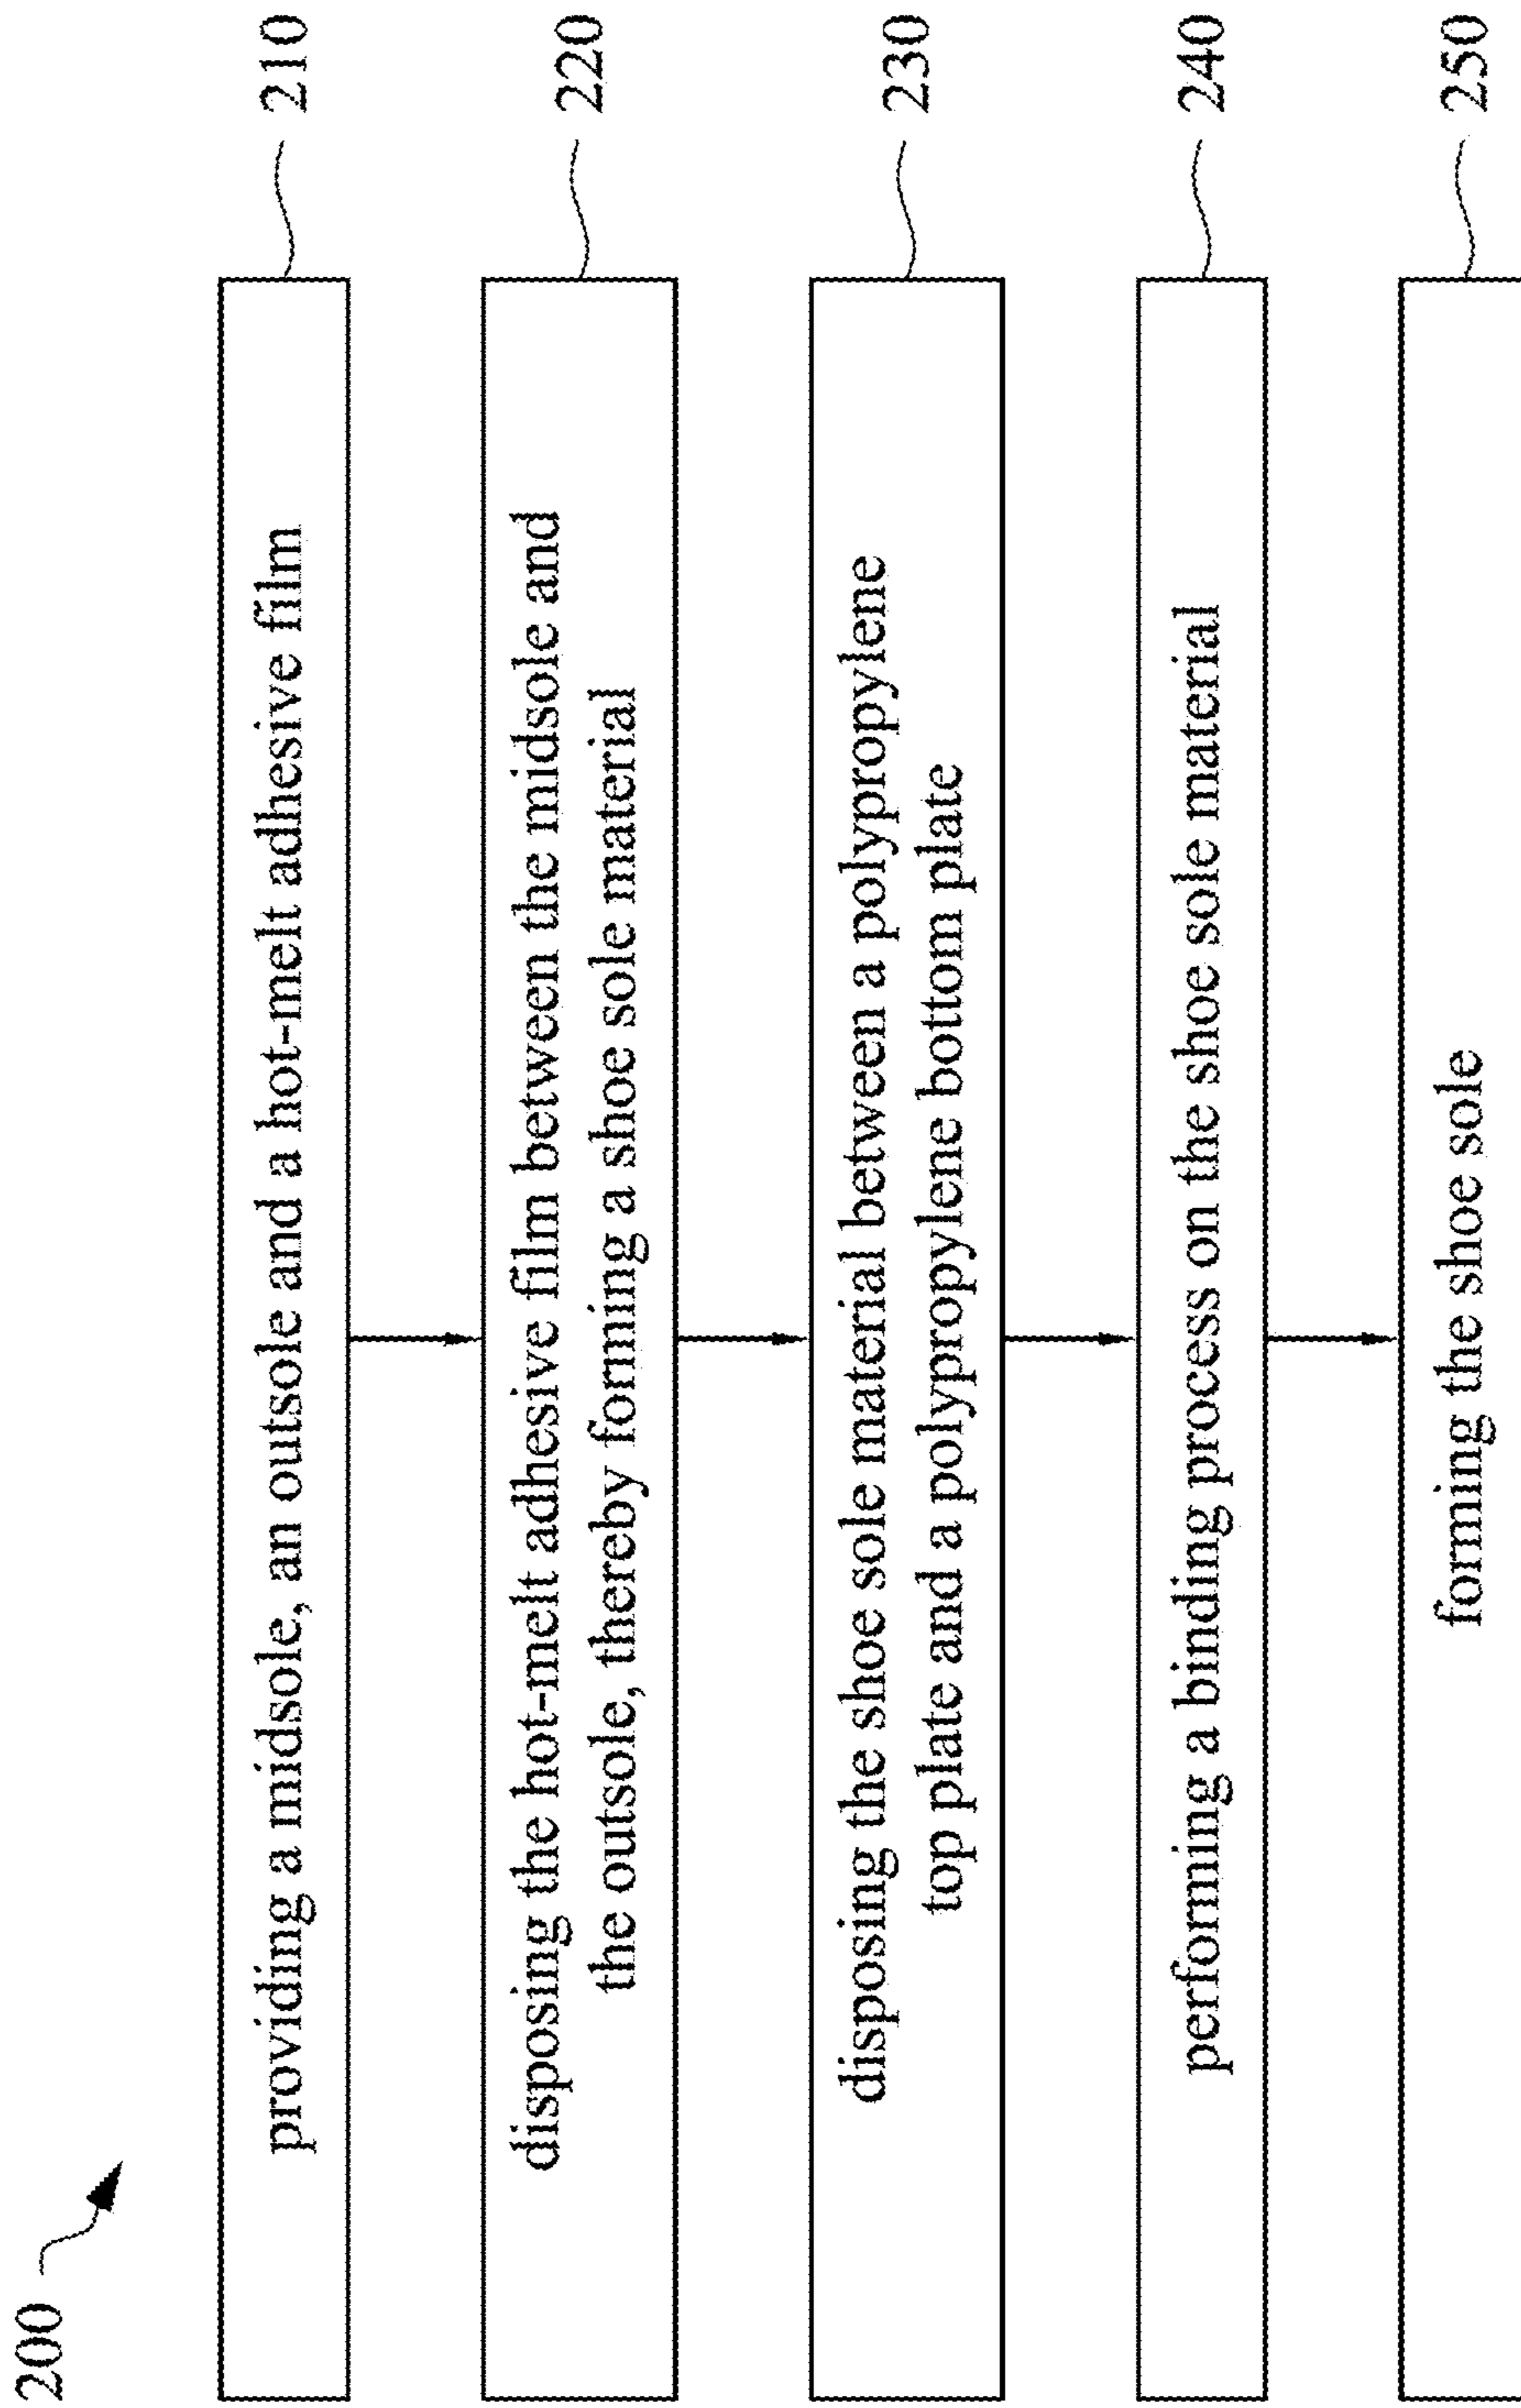 200
providing a midsole, an outsole and a hot-melt adhesive film
210
disposing the hot-melt adhesive film between the midsole and
the outsole, thereby forming a shoe sole material
220
disposing the shoe sole material between a polypropylene
top plate and a polypropylene bottom plate
230
performing a binding process on the shoe sole material
240
forming the shoe sole
250